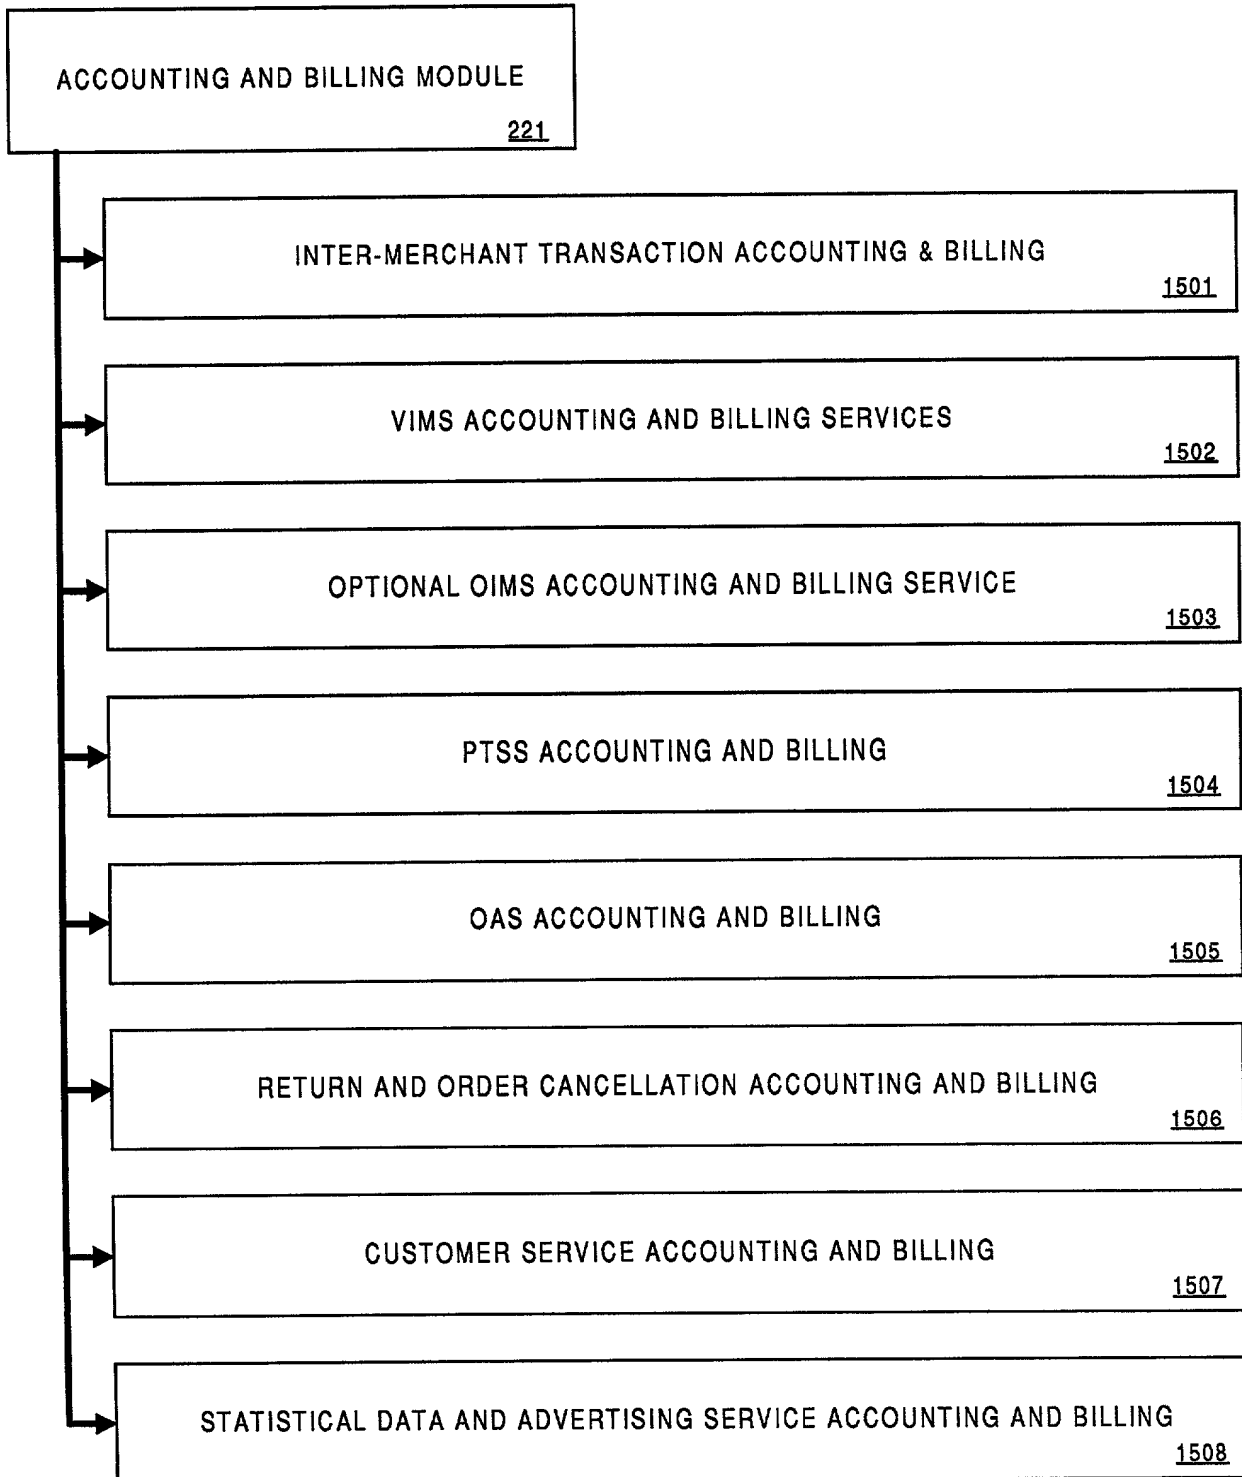 ACCOUNTING AND BILLING MODULE
221
INTER-MERCHANT TRANSACTION ACCOUNTING & BILLING
1501
VIMS ACCOUNTING AND BILLING SERVICES
1502
OPTIONAL OIMS ACCOUNTING AND BILLING SERVICE
1503
PTSS ACCOUNTING AND BILLING
1504
OAS ACCOUNTING AND BILLING
1505
RETURN AND ORDER CANCELLATION ACCOUNTING AND BILLING
1506
CUSTOMER SERVICE ACCOUNTING AND BILLING
1507
STATISTICAL DATA AND ADVERTISING SERVICE ACCOUNTING AND BILLING
1508